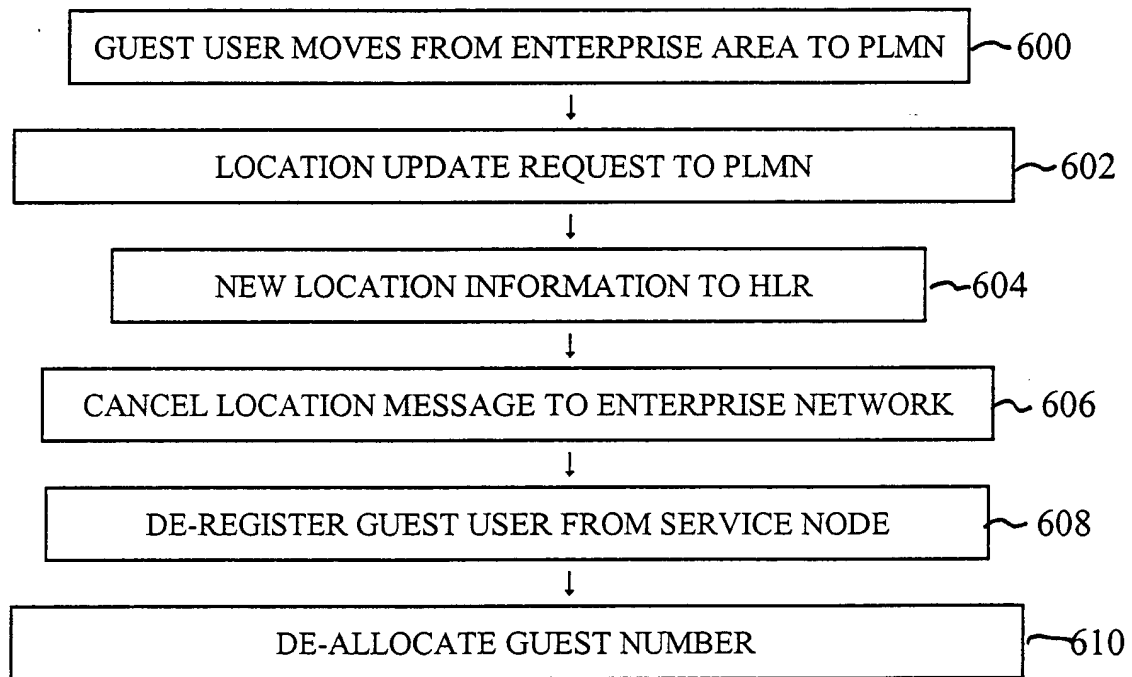 GUEST USER MOVES FROM ENTERPRISE AREA TO PLMN 600
LOCATION UPDATE REQUEST TO PLMN 602
NEW LOCATION INFORMATION TO HLR 604
CANCEL LOCATION MESSAGE TO ENTERPRISE NETWORK 606
DE-REGISTER GUEST USER FROM SERVICE NODE 608
DE-ALLOCATE GUEST NUMBER 610